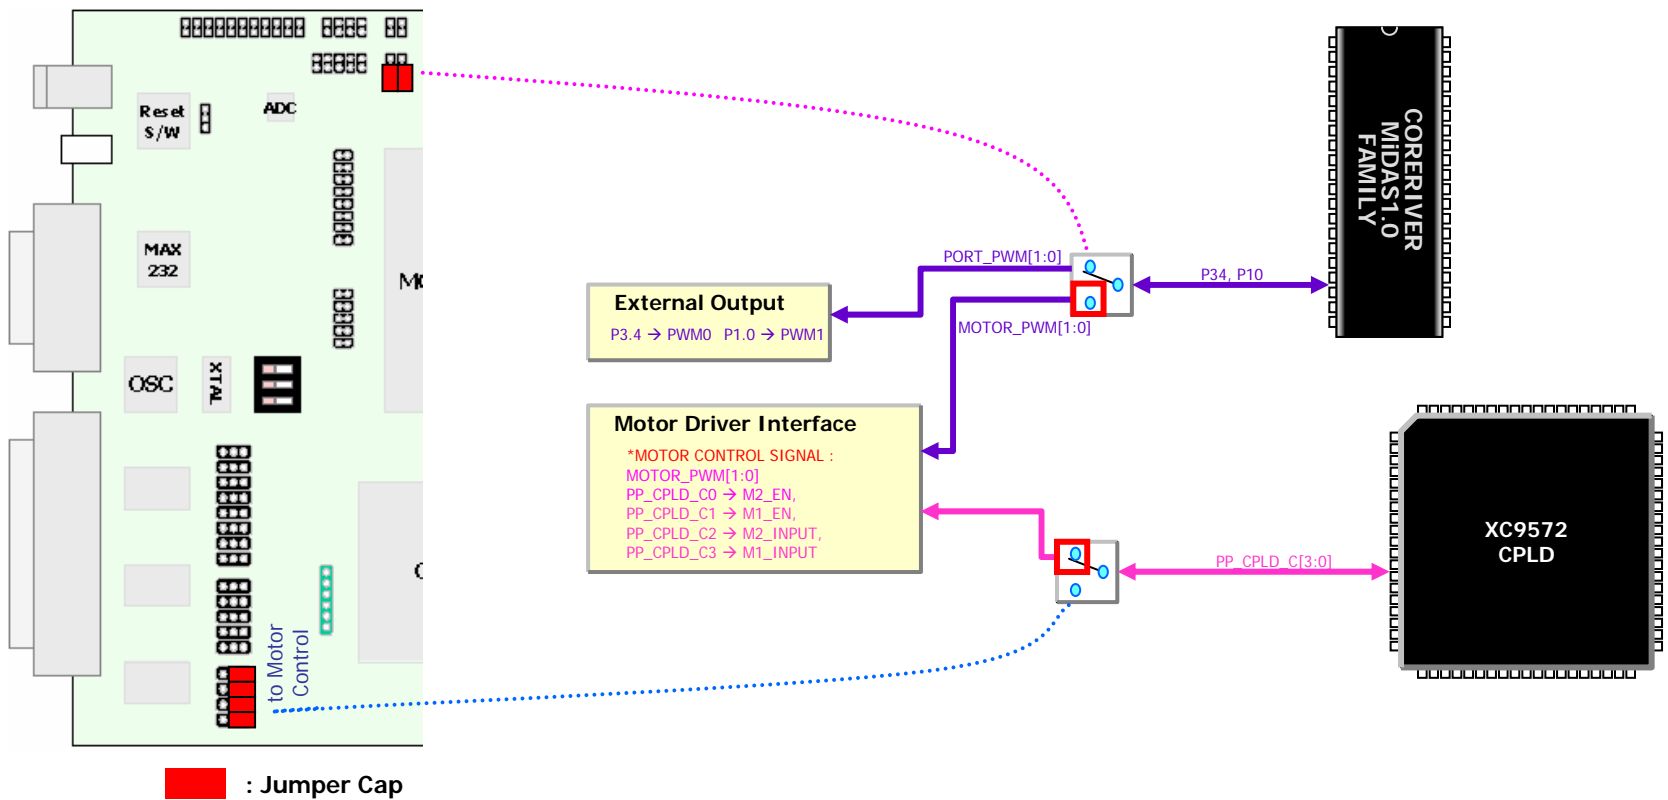 Reset
S/W
ADC
MAX
232
OSC
XTAL
to Motor
Control
: Jumper Cap
PORT_PWM[1:0]
P34, P10
MOTOR_PWM[1:0]
External Output
P3.4 → PWM0 P1.0 → PWM1
Motor Driver Interface
*MOTOR CONTROL SIGNAL :
MOTOR_PWM[1:0]
PP_CPLD_C0 → M2_EN,
PP_CPLD_C1 → M1_EN,
PP_CPLD_C2 → M2_INPUT,
PP_CPLD_C3 → M1_INPUT
PP_CPLD_C[3:0]
CORERIVER
MiDAS1.0
FAMILY
XC9572
CPLD